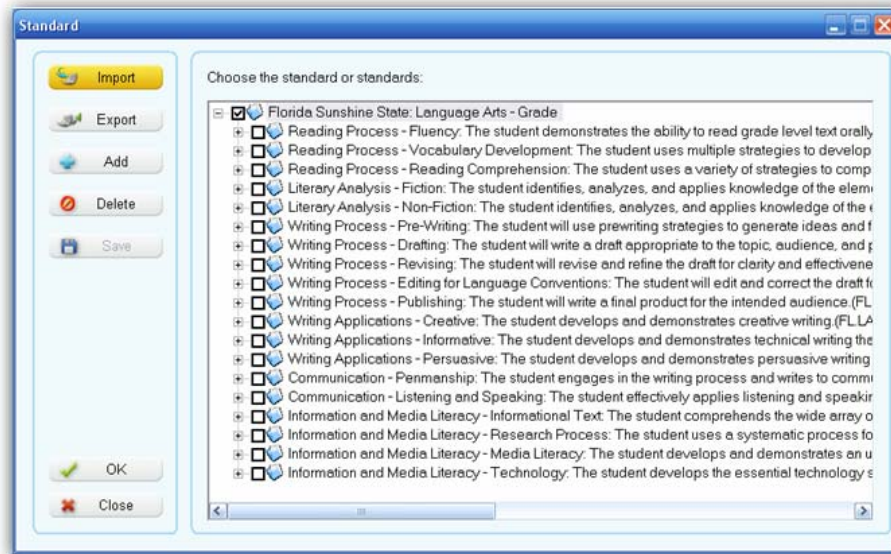 Standard
Import
Export
Add
Delete
Save
OK
Close
Choose the standard or standards:
Florida Sunshine State: Language Arts - Grade
Reading Process - Fluency: The student demonstrates the ability to read grade level text orally
Reading Process - Vocabulary Development: The student uses multiple strategies to develop
Reading Process - Reading Comprehension: The student uses a variety of strategies to comp
Literary Analysis - Fiction: The student identifies, analyzes, and applies knowledge of the elem
Literary Analysis - Non-Fiction: The student identifies, analyzes, and applies knowledge of the e
Writing Process - Pre-Writing: The student will use prewriting strategies to generate ideas and f
Writing Process - Drafting: The student will write a draft appropriate to the topic, audience, and p
Writing Process - Revising: The student will revise and refine the draft for clarity and effectivene
Writing Process - Editing for Language Conventions: The student will edit and correct the draft fo
Writing Process - Publishing: The student will write a final product for the intended audience.(FL
Writing Applications - Creative: The student develops and demonstrates creative writing.(FL.LA
Writing Applications - Informative: The student develops and demonstrates technical writing tha
Writing Applications - Persuasive: The student develops and demonstrates persuasive writing
Communication - Penmanship: The student engages in the writing process and writes to commu
Communication - Listening and Speaking: The student effectively applies listening and speakin
Information and Media Literacy - Informational Text: The student comprehends the wide array o
Information and Media Literacy - Research Process: The student uses a systematic process fo
Information and Media Literacy - Media Literacy: The student develops and demonstrates an u
Information and Media Literacy - Technology: The student develops the essential technology s